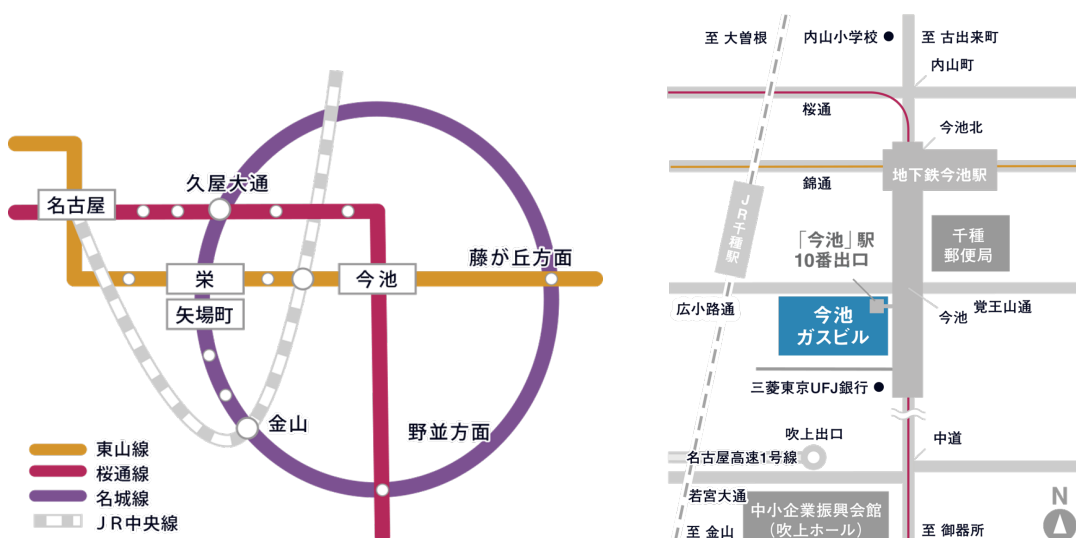 名古屋
久屋大通
栄
矢場町
今池
藤が丘方面
金山
野並方面
東山線
桜通線
名城線
JR中央線
至 大曽根
内山小学校
至 古出来町
内山町
桜通
今池北
錦通
地下鉄今池駅
JR千種駅
「今池」駅
10番出口
千種
郵便局
広小路通
今池
ガスビル
今池
覚王山通
三菱東京UFJ銀行
吹上出口
中道
名古屋高速1号線
若宮大通
中小企業振興会館
(吹上ホール)
至 金山
至 御器所
N